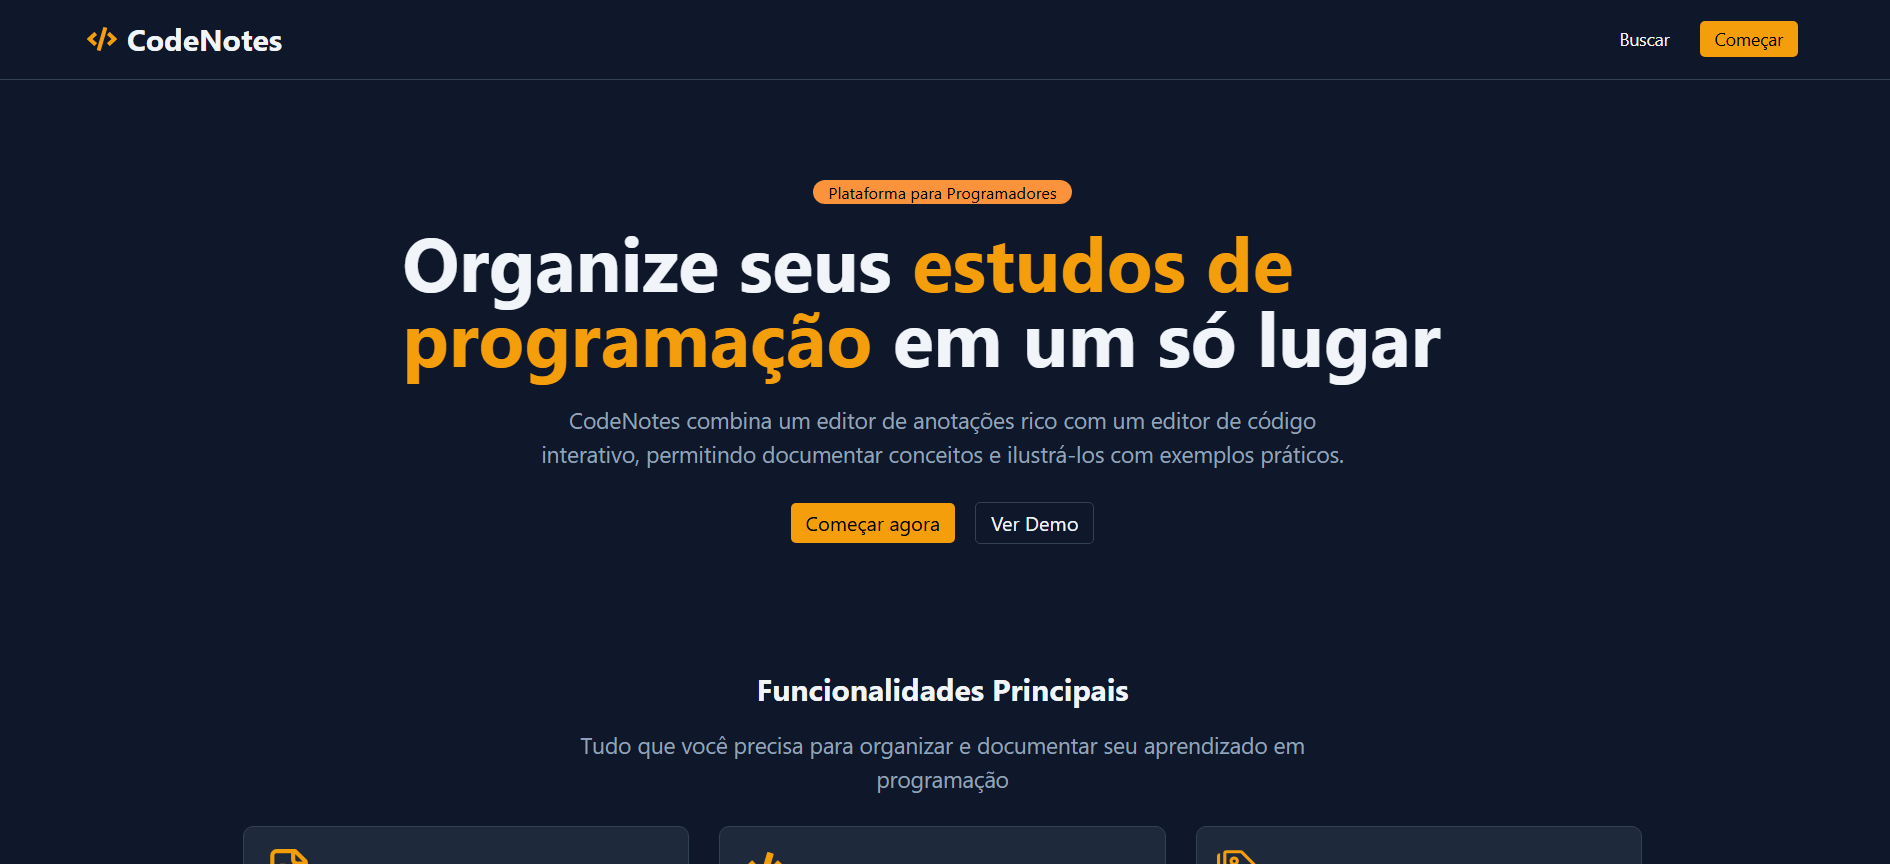 CodeNotes
Buscar
Começar
Plataforma para Programadores
Organize seus estudos de
programação em um só lugar
CodeNotes combina um editor de anotações rico com um editor de código
interativo, permitindo documentar conceitos e ilustrá-los com exemplos práticos.
Começar agora
Ver Demo
Funcionalidades Principais
Tudo que você precisa para organizar e documentar seu aprendizado em
programação